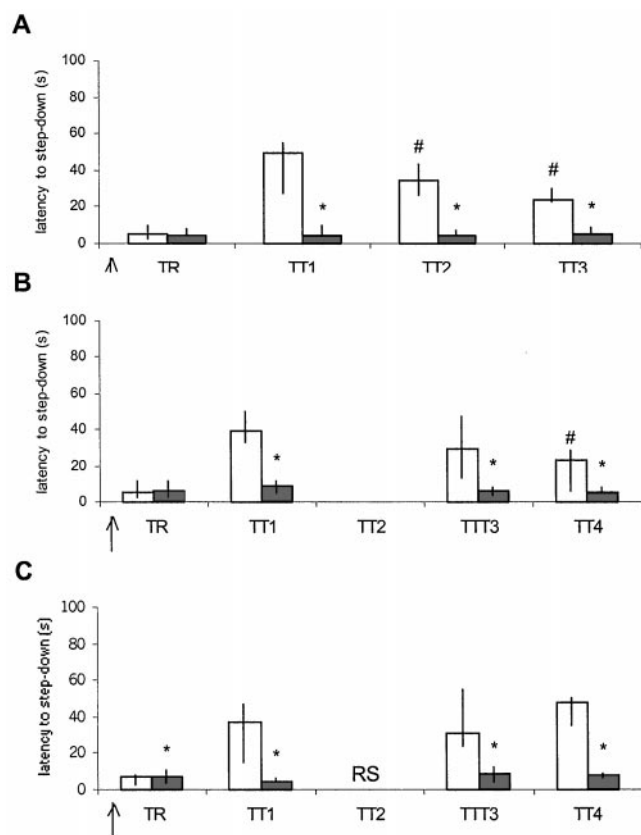 A
latency to step-down (s)
100
80
60
40
20
0
#
#
*
*
*
TR
TT1
TT2
TT3
B
latency to step-down (s)
100
80
60
40
20
0
#
*
*
*
TR
TT1
TT2
TTT3
TT4
C
latency to step-down (s)
100
80
60
40
20
0
*
*
*
*
RS
TR
TT1
TT2
TTT3
TT4